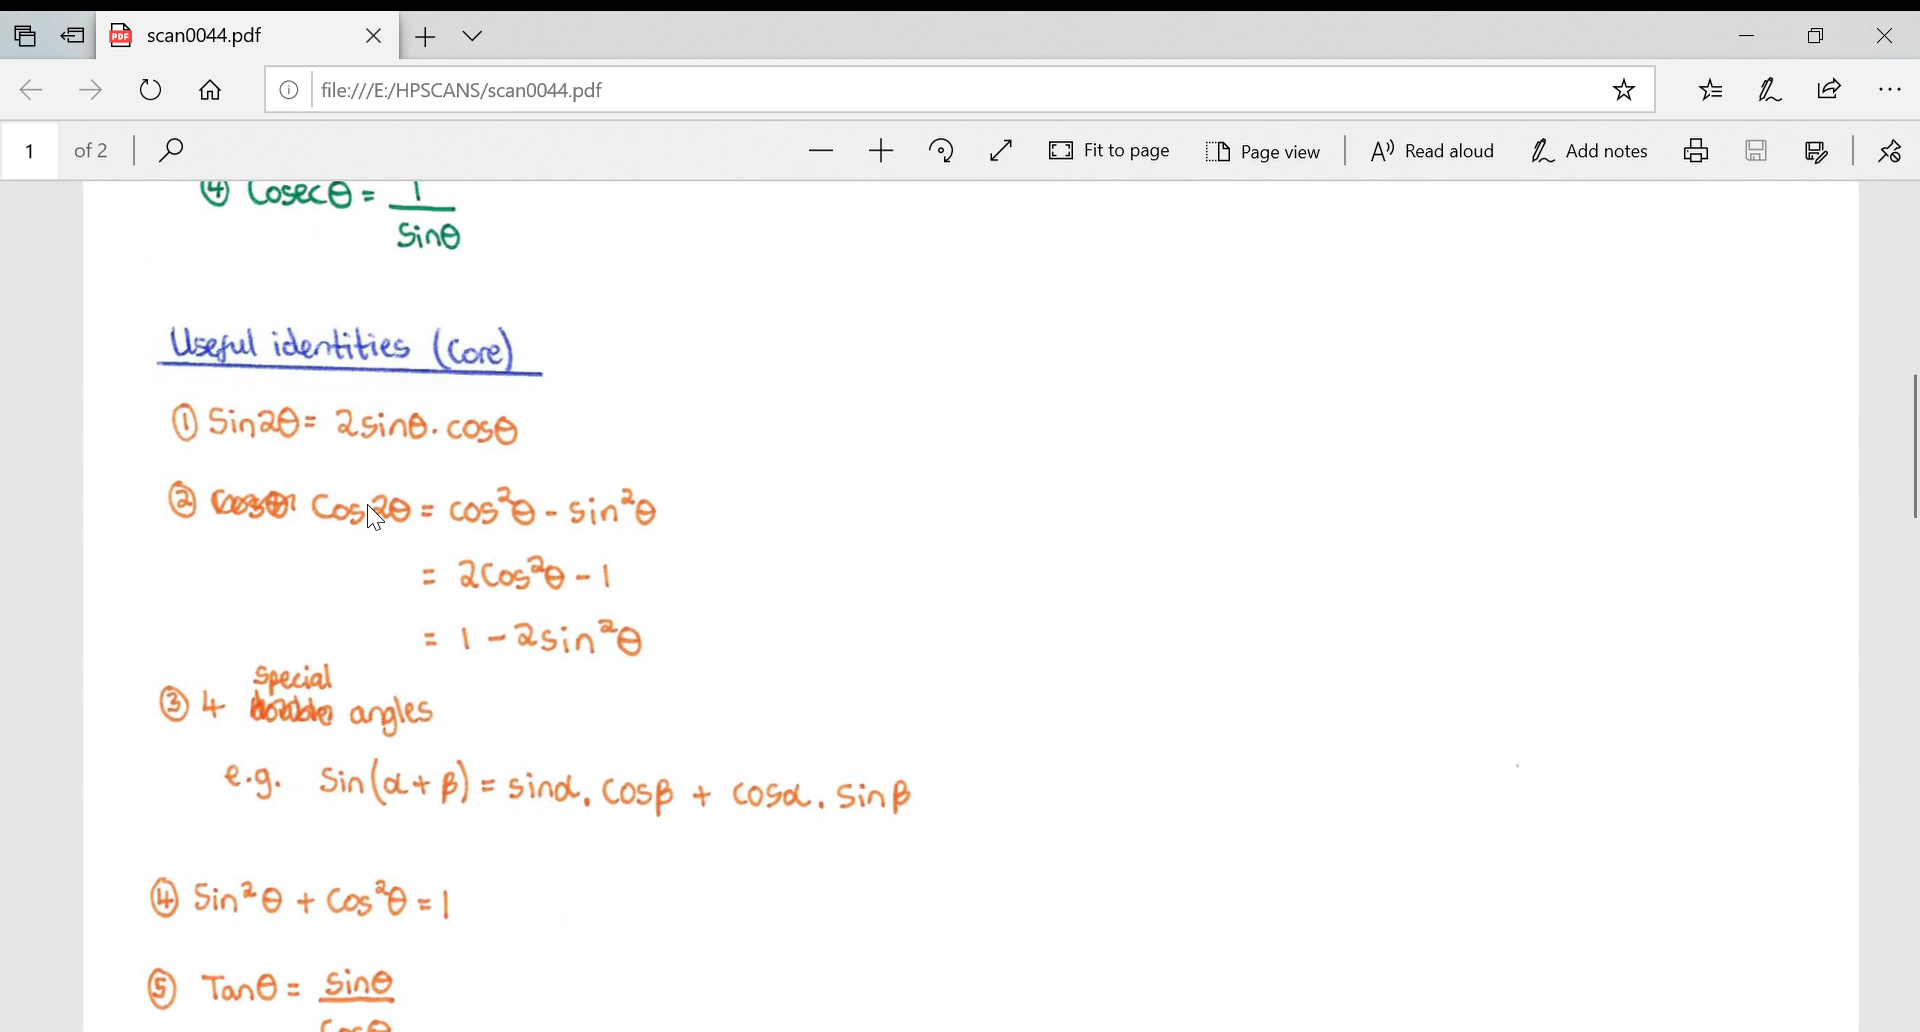 scan0044.pdf
file:///E:/HPSCANS/scan0044.pdf
1 of 2
Fit to page
Page view
Read aloud
Add notes
④ Cosecθ = 1
sinθ
Useful identities (Core)
① Sin2θ = 2sinθ. cosθ
② Cos2θ = cos²θ - sin²θ
= 2Cos²θ - 1
= 1 - 2sin²θ
special
③ 4 angles
e.g. Sin(α + β) = sinα. cosβ + cosα. sinβ
④ Sin²θ + Cos²θ = 1
⑤ Tanθ = sinθ
Cosθ